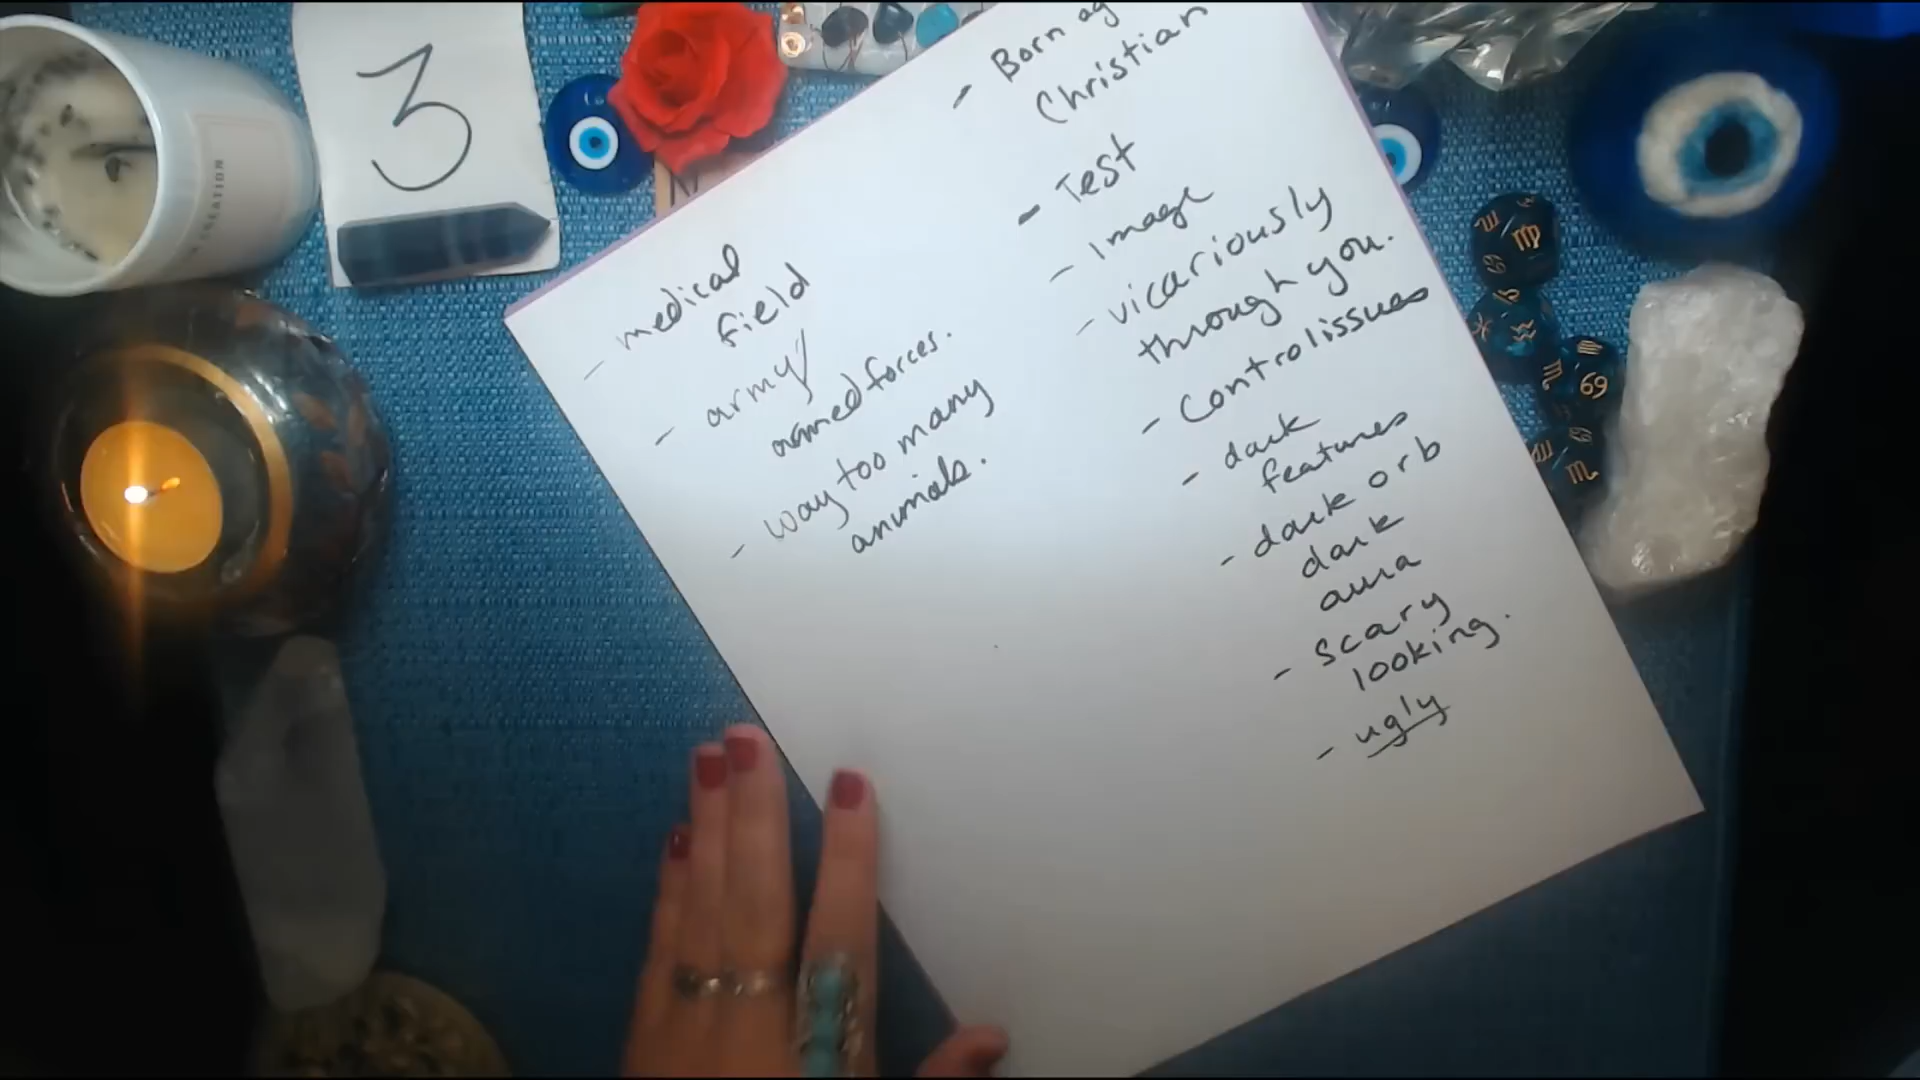 3
- medical
field
- army/
armed forces.
- way too many
animals.
- Born ag
Christian
- Test
- Image
- vicariously
through you.
- Control issues
- dark
features
- dark orb
dark
aura
- scary
looking.
- ugly